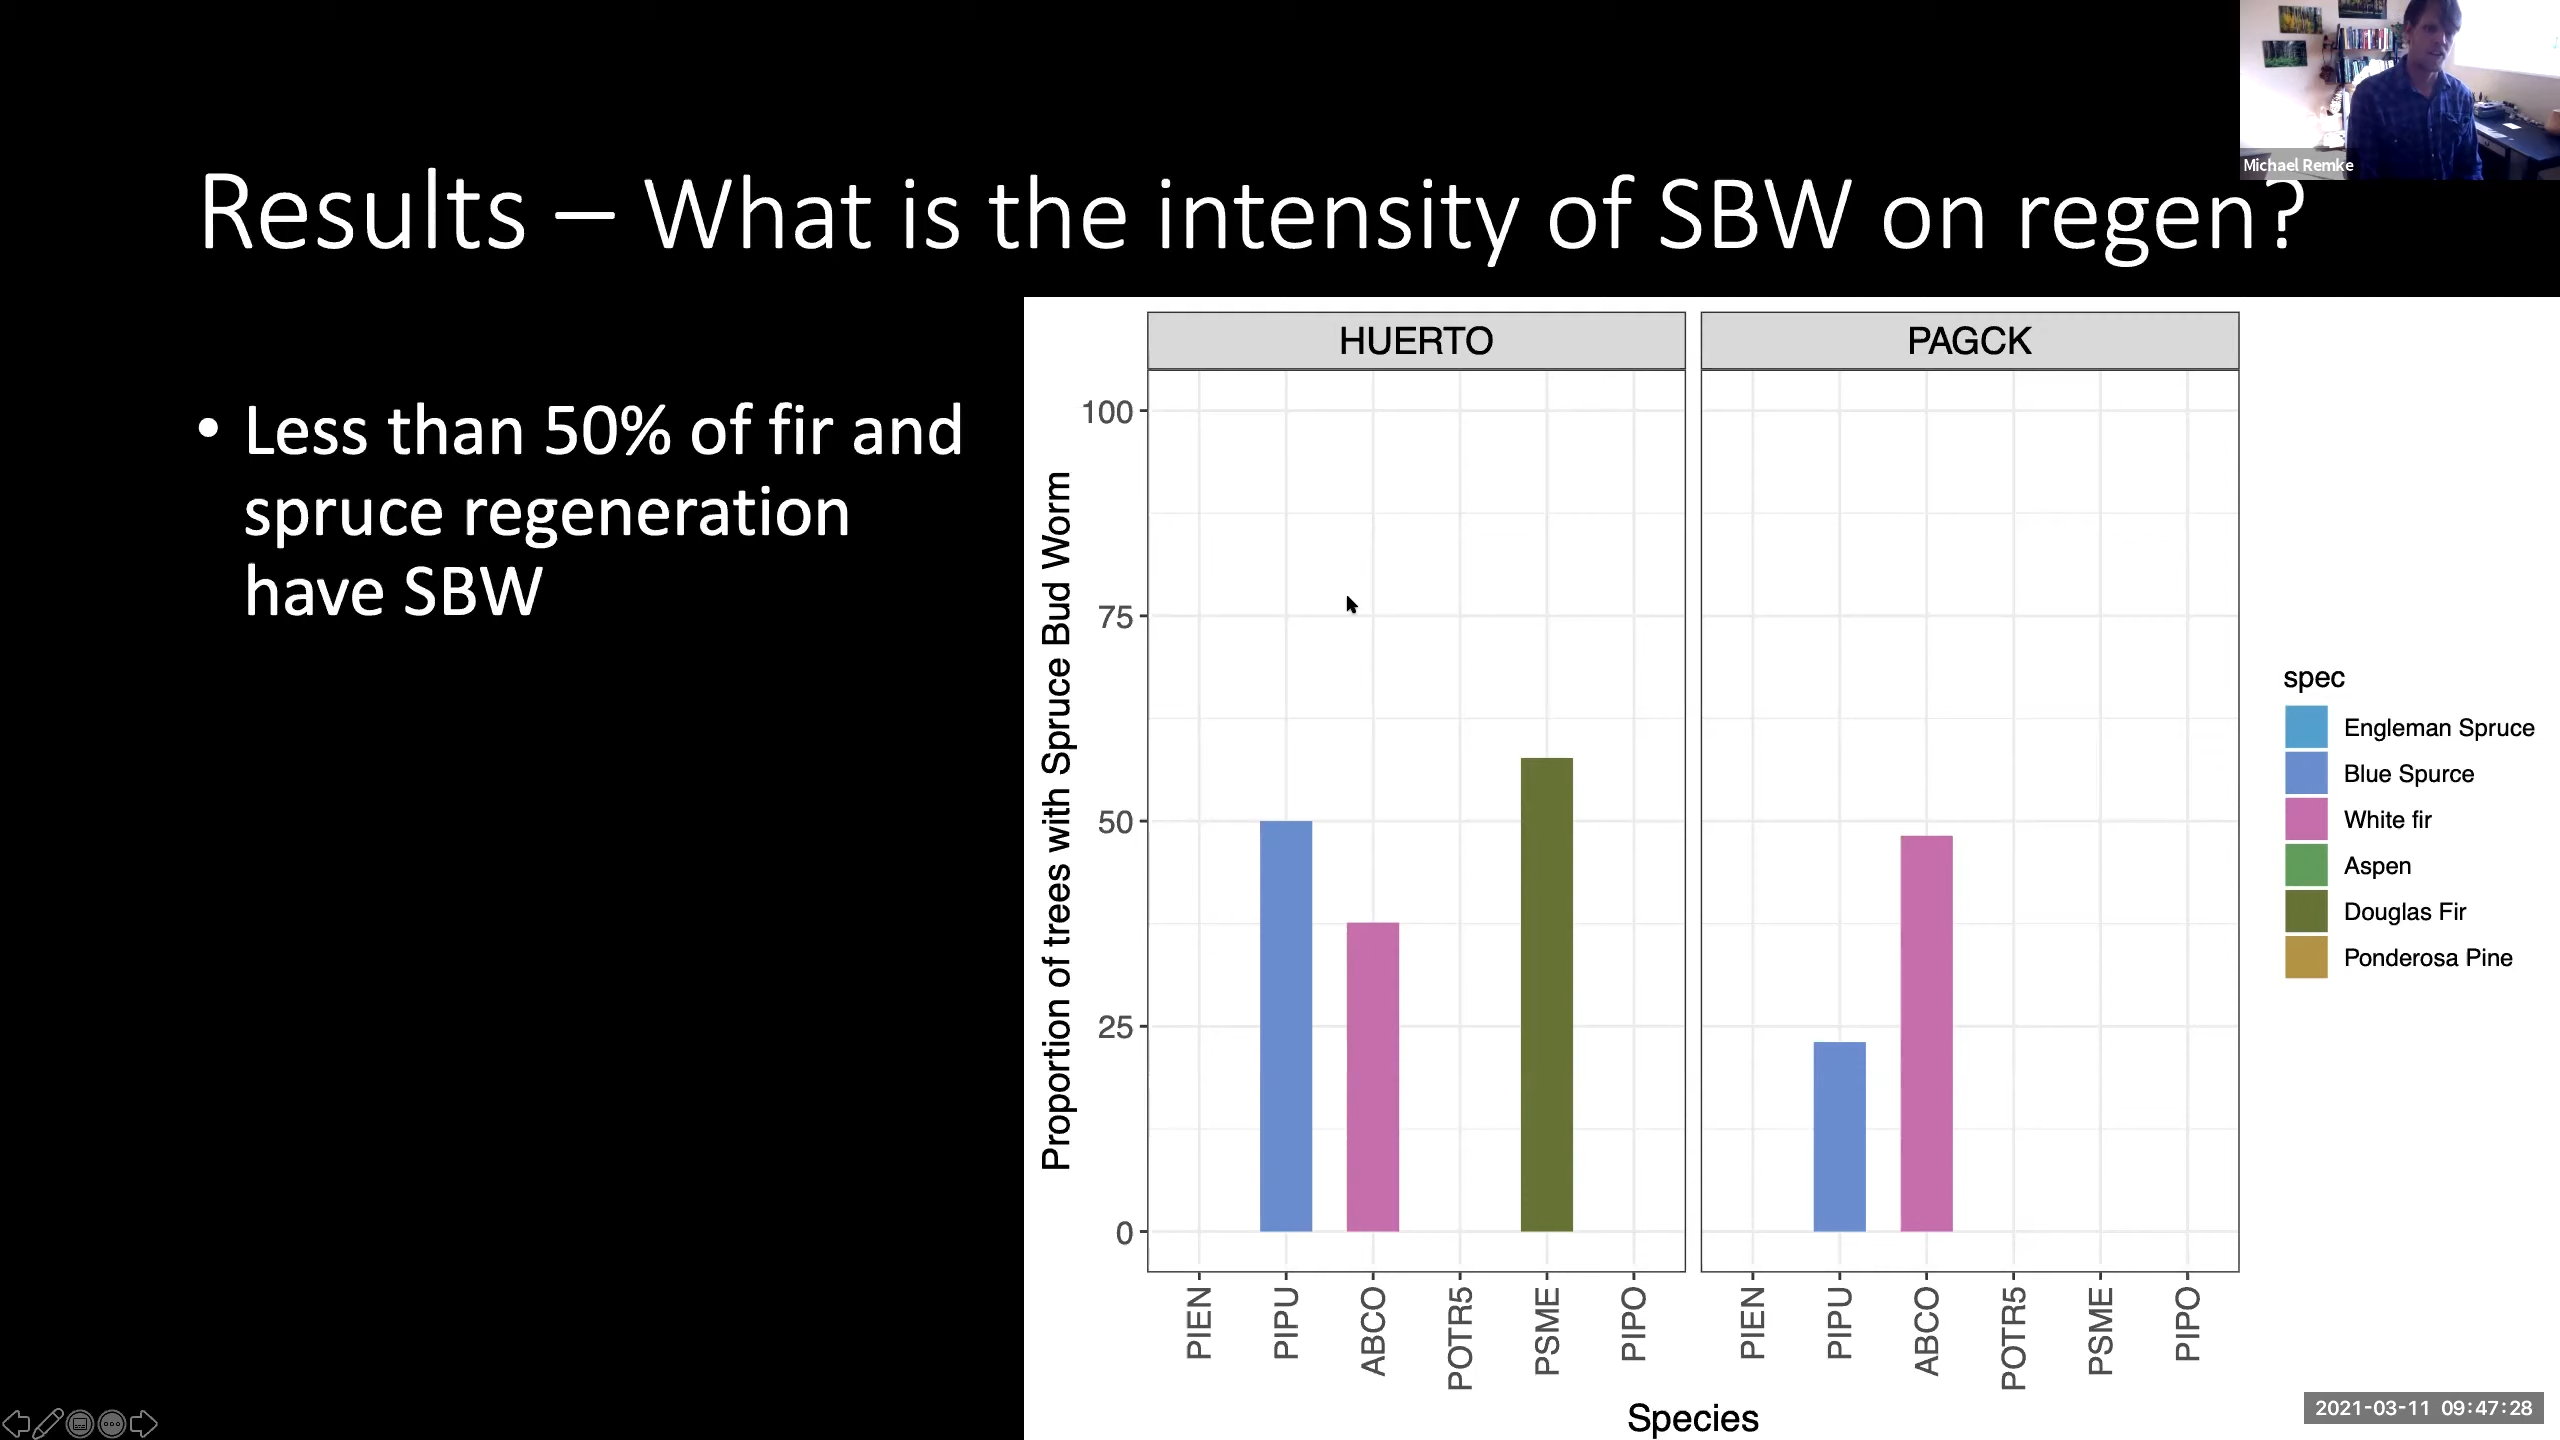 Michael Remke
Results – What is the intensity of SBW on regen?
• Less than 50% of fir and
spruce regeneration
have SBW
HUERTO
PAGCK
Proportion of trees with Spruce Bud Worm
100
75
50
25
0
PIEN
PIPU
ABCO
POTR5
PSME
PIPO
PIEN
PIPU
ABCO
POTR5
PSME
PIPO
Species
spec
Engleman Spruce
Blue Spurce
White fir
Aspen
Douglas Fir
Ponderosa Pine
2021-03-11 09:47:28